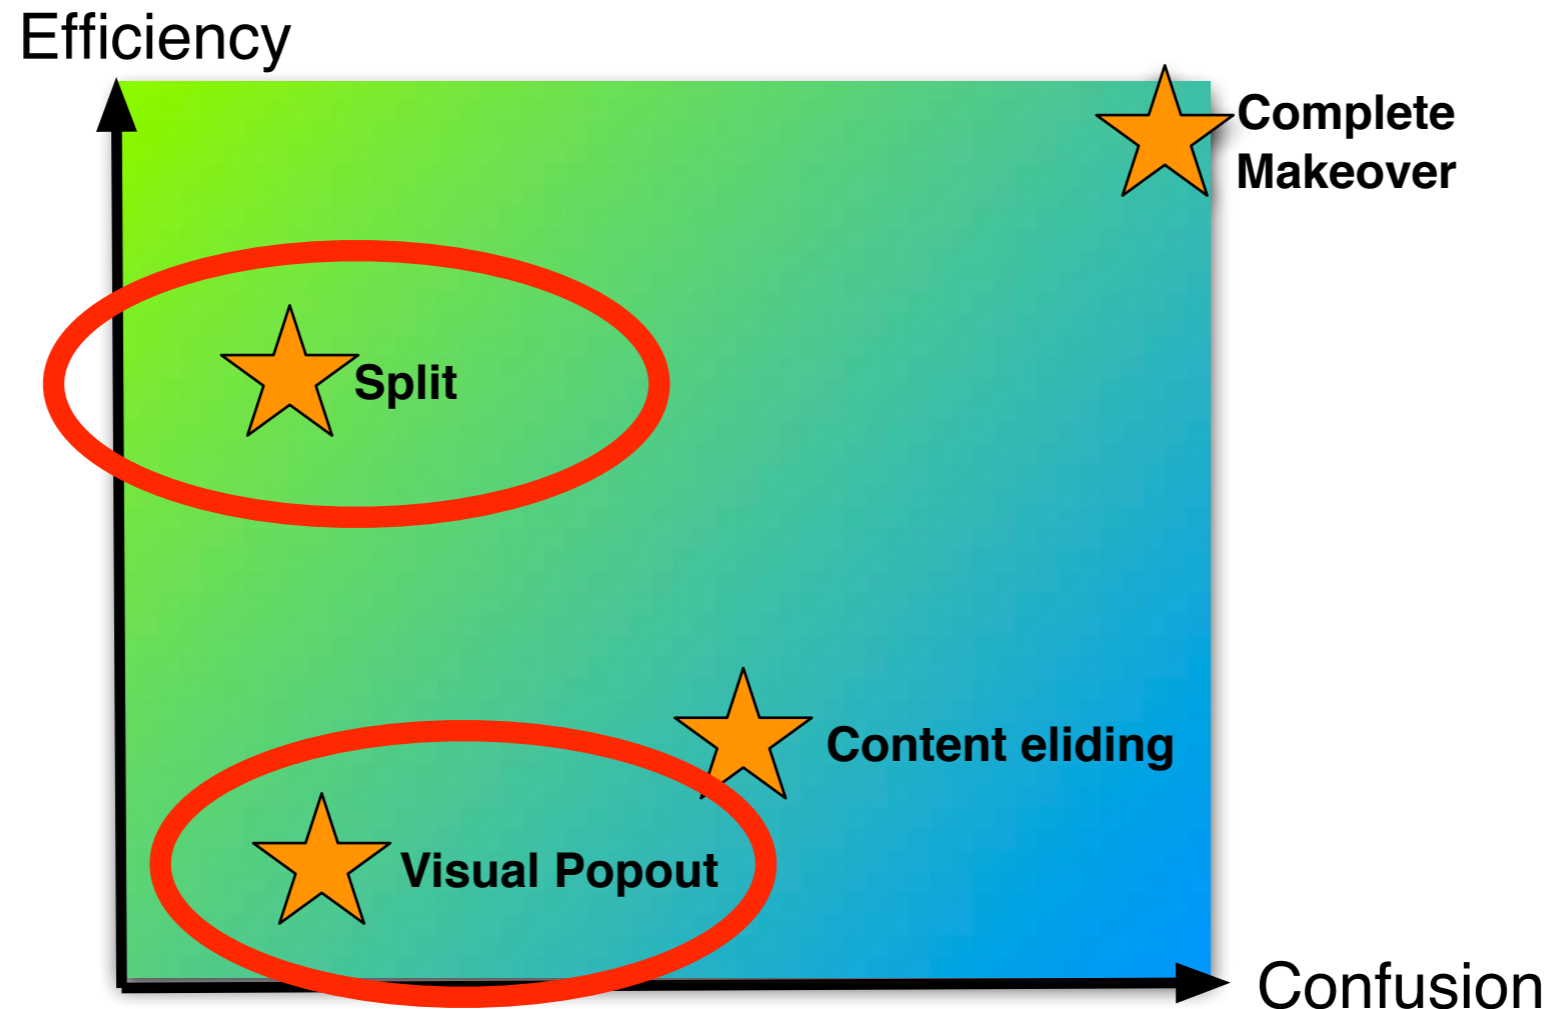 Efficiency
Complete
Makeover
Split
Content eliding
Visual Popout
Confusion